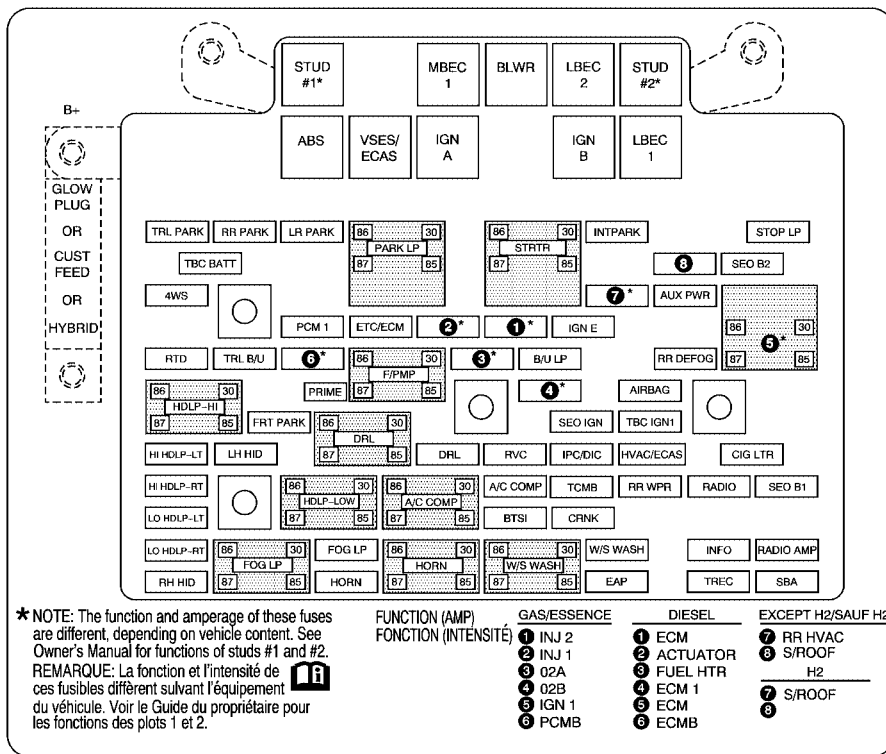 STUD #1*
MBEC 1
BLWR
LBEC 2
STUD #2*
B+
ABS
VSES/ ECAS
IGN A
IGN B
LBEC 1
GLOW PLUG
OR
CUST FEED
OR
HYBRID
TRL PARK
RR PARK
LR PARK
86 30
PARK LP
87 85
86 30
STRTR
87 85
INTPARK
STOP LP
TBC BATT
8
SEO B2
4WS
7*
AUX PWR
PCM 1
ETC/ECM
2*
1*
IGN E
86 30
5*
87 85
RTD
TRL B/U
6*
86 30
F/PMP
87 85
3*
B/U LP
RR DEFOG
PRIME
4*
AIRBAG
86 30
HDLP-HI
87 85
FRT PARK
86 30
DRL
87 85
SEO IGN
TBC IGN1
HI HDLP-LT
LH HID
DRL
RVC
IPC/DIC
HVAC/ECAS
CIG LTR
HI HDLP-RT
86 30
HDLP-LOW
87 85
86 30
A/C COMP
87 85
A/C COMP
TCMB
RR WPR
RADIO
SEO B1
LO HDLP-LT
BTSI
CRNK
LO HDLP-RT
86 30
FOG LP
87 85
FOG LP
86 30
HORN
87 85
86 30
W/S WASH
87 85
W/S WASH
INFO
RADIO AMP
RH HID
HORN
EAP
TREC
SBA
* NOTE: The function and amperage of these fuses
are different, depending on vehicle content. See
Owner's Manual for functions of studs #1 and #2.
REMARQUE: La fonction et l'intensité de
ces fusibles diffèrent sulvant l'équipement
du véhicule. Voir le Guide du propriétaire pour
les fonctions des plots 1 et 2.
i
FUNCTION (AMP)
FONCTION (INTENSITÉ)
GAS/ESSENCE
1 INJ 2
2 INJ 1
3 02A
4 02B
5 IGN 1
6 PCMB
DIESEL
1 ECM
2 ACTUATOR
3 FUEL HTR
4 ECM 1
5 ECM
6 ECMB
EXCEPT H2/SAUF H2
7 RR HVAC
8 S/ROOF
H2
7 S/ROOF
8